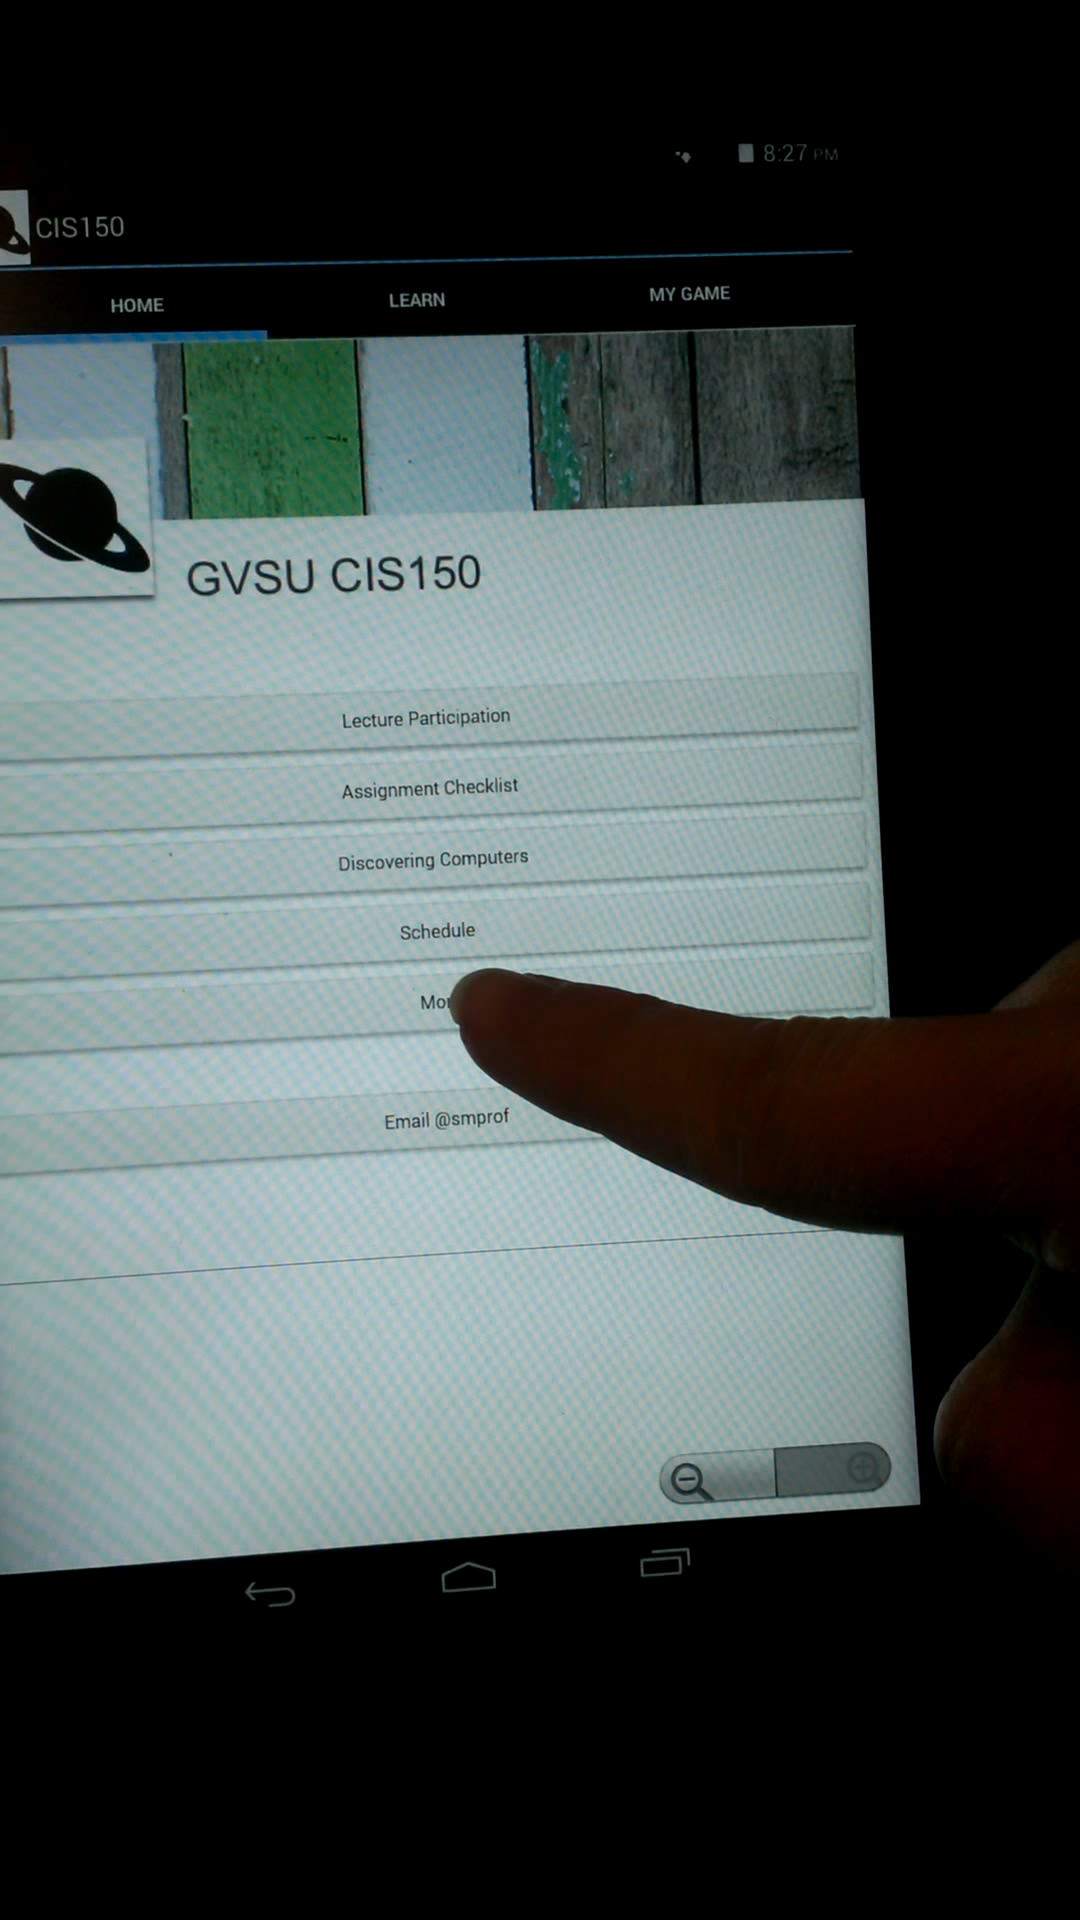 8:27 PM
CIS150
HOME LEARN MY GAME
GVSU CIS150
Lecture Participation
Assignment Checklist
Discovering Computers
Schedule
Email @smprof